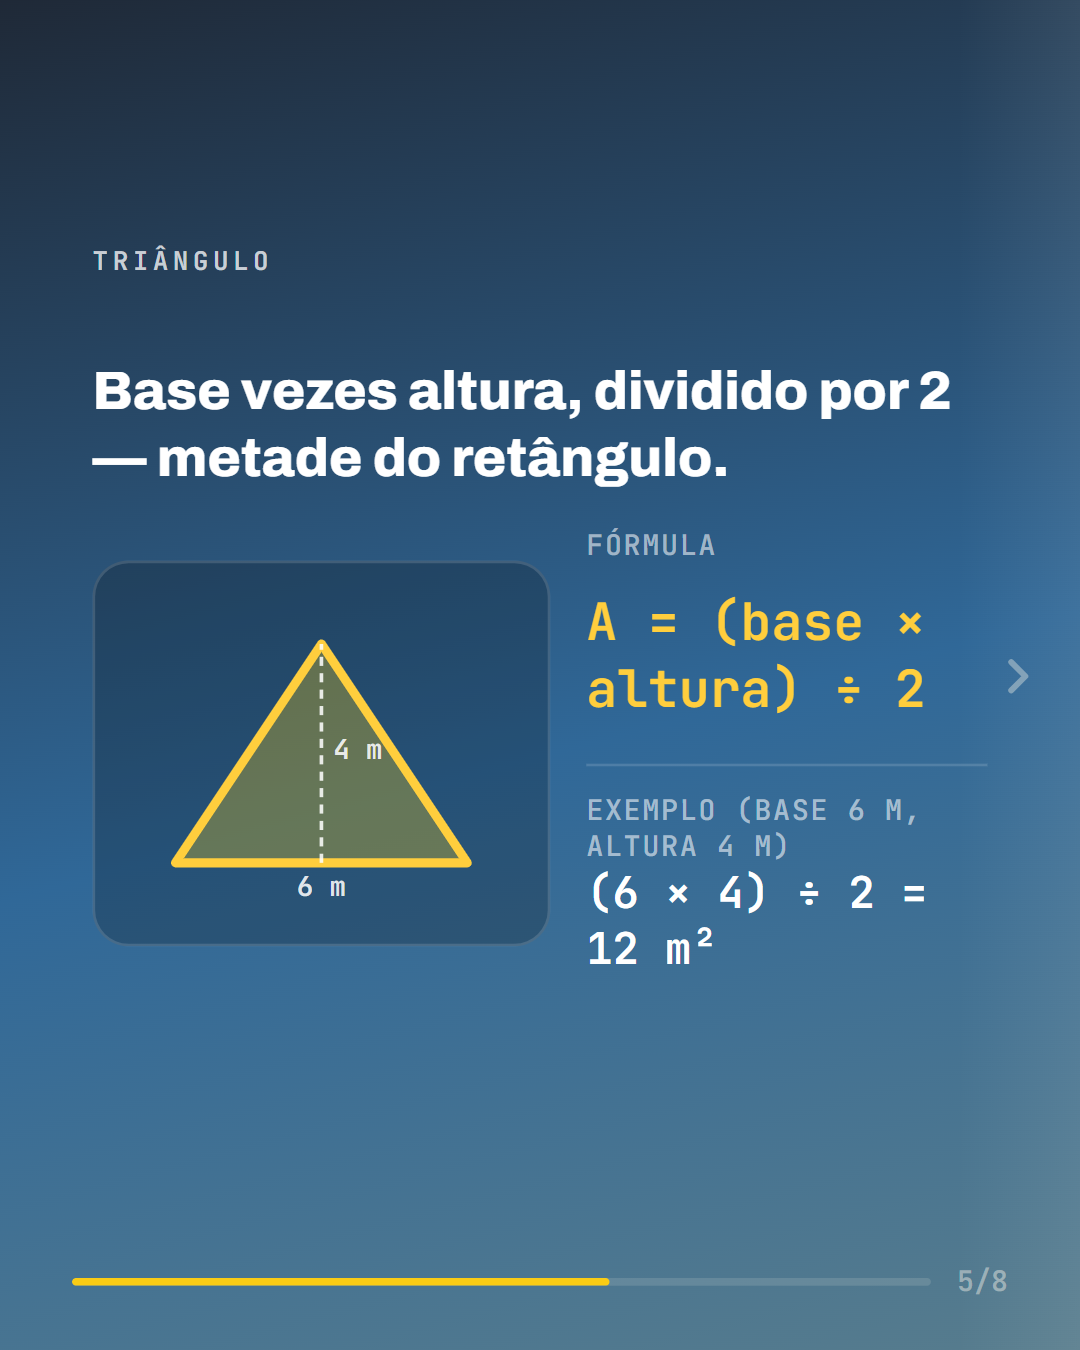 TRIÂNGULO
Base vezes altura, dividido por 2
— metade do retângulo.
FÓRMULA
A = (base ×
altura) ÷ 2
4 m
6 m
EXEMPLO (BASE 6 M,
ALTURA 4 M)
(6 × 4) ÷ 2 =
12 m²
5/8